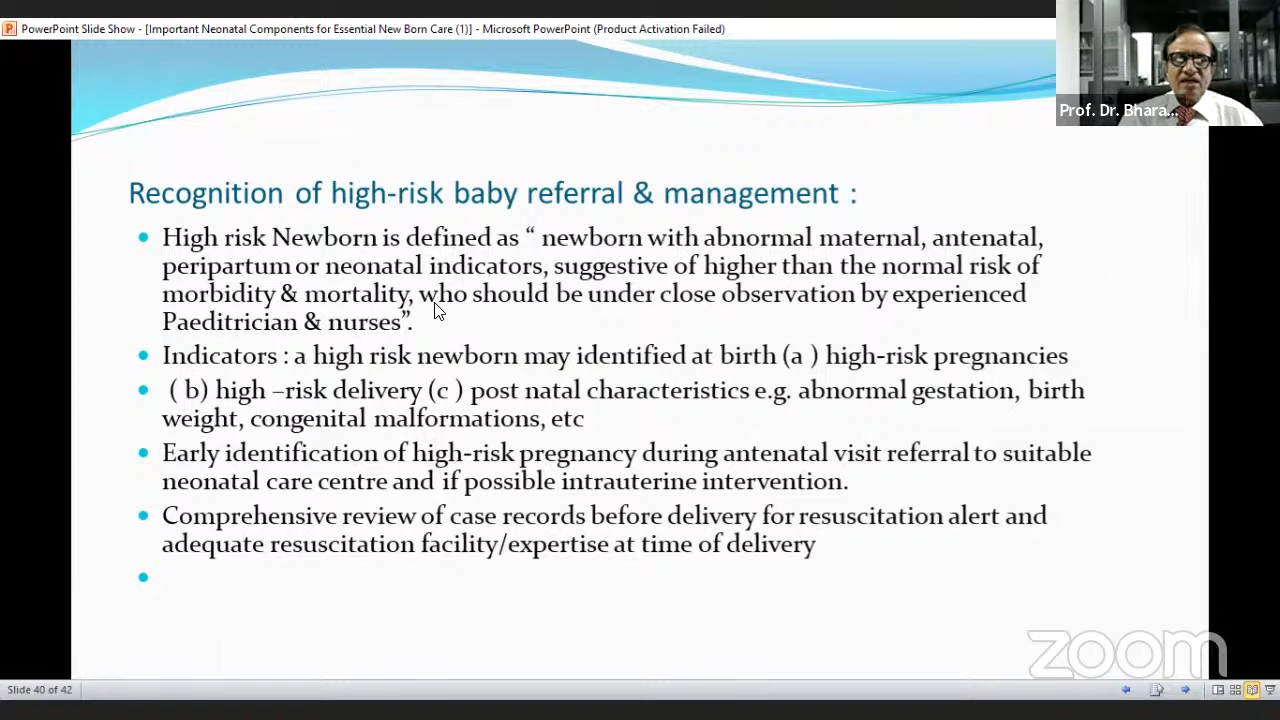 PowerPoint Slide Show - [Important Neonatal Components for Essential New Born Care (1)] - Microsoft PowerPoint (Product Activation Failed)
Prof. Dr. Bhara...
Recognition of high-risk baby referral & management :
High risk Newborn is defined as “ newborn with abnormal maternal, antenatal,
peripartum or neonatal indicators, suggestive of higher than the normal risk of
morbidity & mortality, who should be under close observation by experienced
Paeditrician & nurses”.
Indicators : a high risk newborn may identified at birth (a ) high-risk pregnancies
( b) high –risk delivery (c ) post natal characteristics e.g. abnormal gestation, birth
weight, congenital malformations, etc
Early identification of high-risk pregnancy during antenatal visit referral to suitable
neonatal care centre and if possible intrauterine intervention.
Comprehensive review of case records before delivery for resuscitation alert and
adequate resuscitation facility/expertise at time of delivery
zoom
Slide 40 of 42